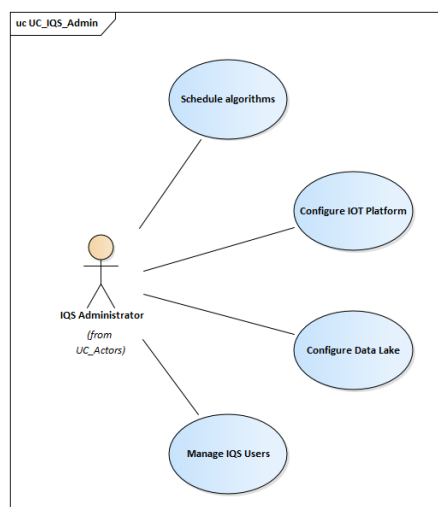 uc UC_IQS_Admin
Schedule algorithms
Configure IOT Platform
IQS Administrator
(from
UC_Actors)
Configure Data Lake
Manage IQS Users